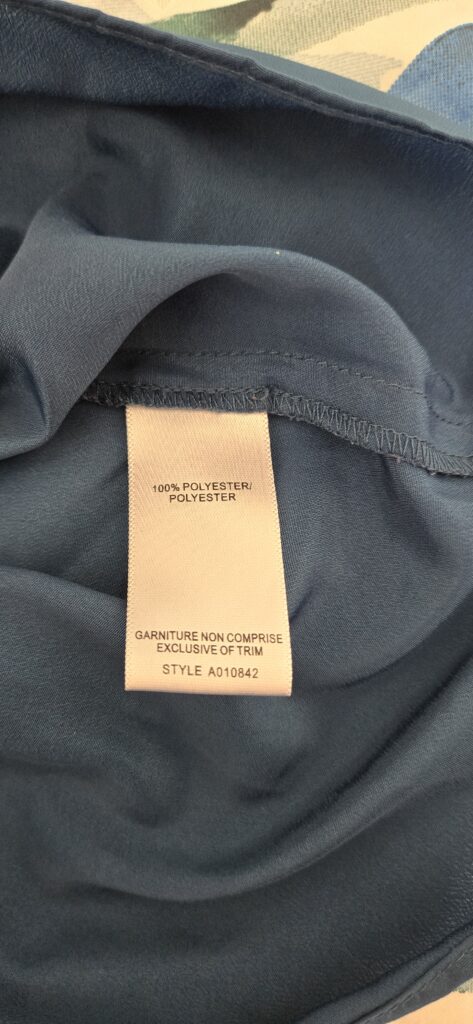 100% POLYESTER/
POLYESTER
GARNITURE NON COMPRISE
EXCLUSIVE OF TRIM
STYLE A010842